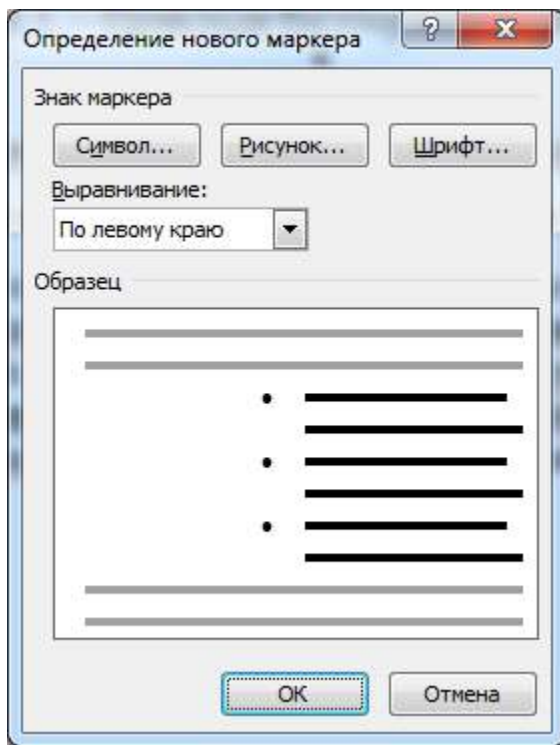 Определение нового маркера
?
Знак маркера
Символ... Рисунок... Шрифт...
Выравнивание:
По левому краю
Образец
ОК Отмена